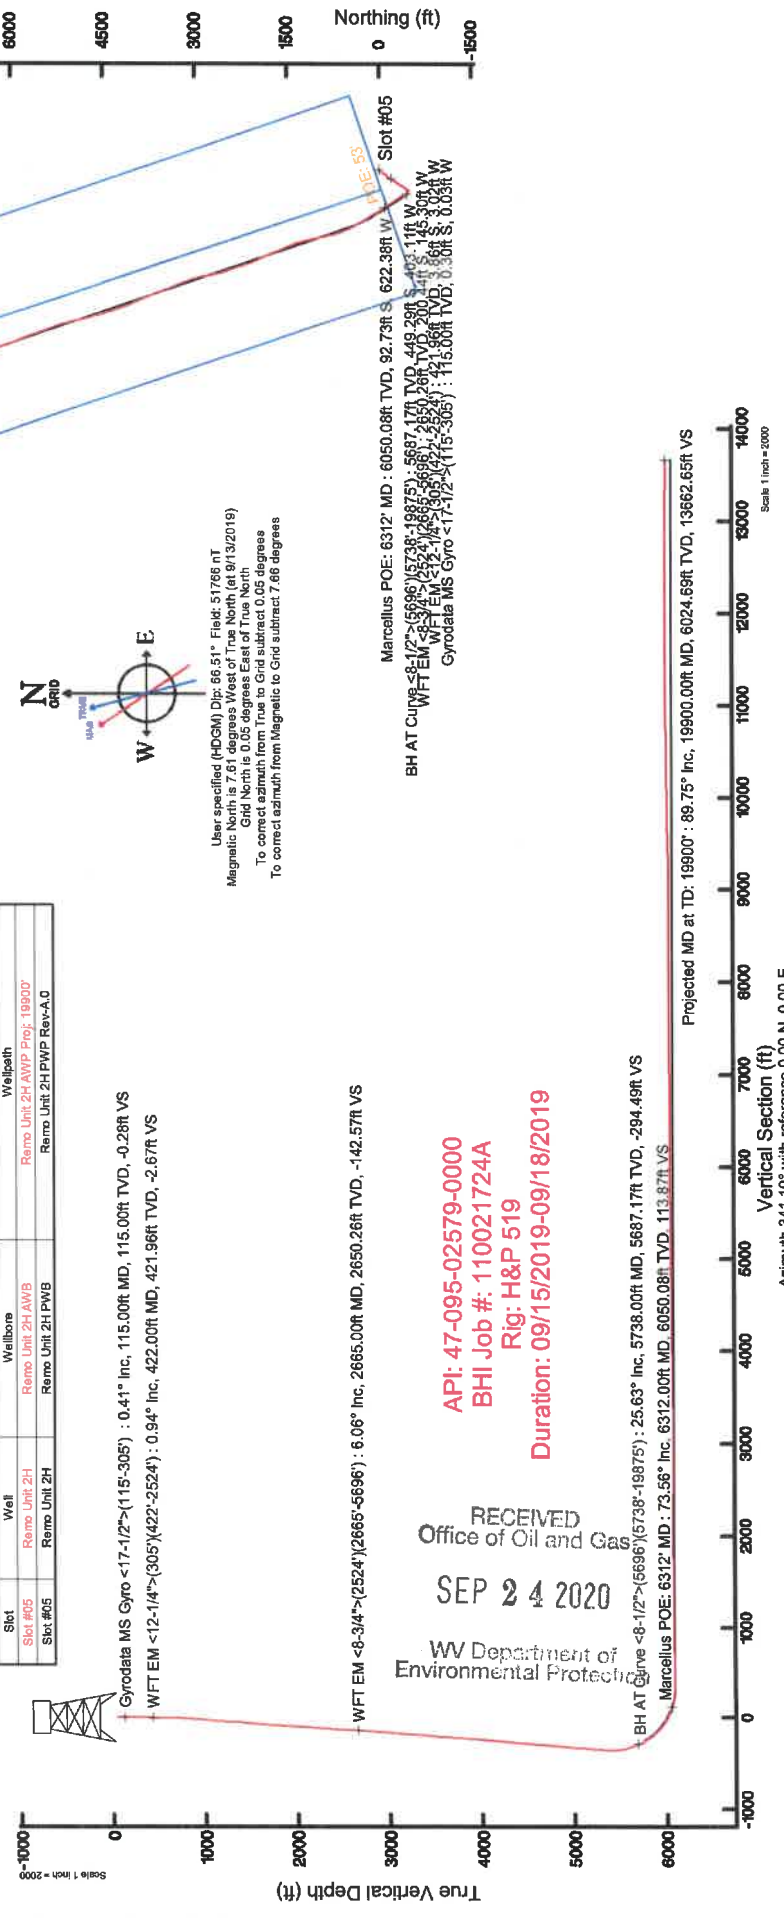 Slot Well Wellbore Wellpath
Slot #05 Remo Unit 2H Remo Unit 2H AWB Remo Unit 2H AWP Proj: 19900'
Slot #05 Remo Unit 2H Remo Unit 2H PWB Remo Unit 2H PWP Rev-A.0
N
GRID
MAG TRUE
W E
User specified (HDGM) Dip: 66.51° Field: 51766 nT
Magnetic North is 7.61 degrees West of True North (at 9/13/2019)
Grid North is 0.05 degrees East of True North
To correct azimuth from True to Grid subtract 0.05 degrees
To correct azimuth from Magnetic to Grid subtract 7.66 degrees
6000
4500
3000
1500
0
-1500
Northing (ft)
POE: 53'
Slot #05
Marcellus POE: 6312' MD : 6050.08ft TVD, 92.73ft S, 622.38ft W
BH AT Curve <8-1/2">(5696')(5738'-19875') : 5687.17ft TVD, 449.29ft S, 403.11ft W
WFT EM <8-3/4">(2524')(2665'-5696') : 2650.26ft TVD, 200.44ft S, 145.30ft W
WFT EM <12-1/4">(305')(422'-2524') : 421.96ft TVD, 3.86ft S, 3.02ft W
Gyrodata MS Gyro <17-1/2">(115'-305') : 115.00ft TVD, 0.30ft S, 0.03ft W
Scale 1 inch = 2000
-1000
0
1000
2000
3000
4000
5000
6000
True Vertical Depth (ft)
Gyrodata MS Gyro <17-1/2">(115'-305') : 0.41° Inc, 115.00ft MD, 115.00ft TVD, -0.28ft VS
WFT EM <12-1/4">(305')(422'-2524') : 0.94° Inc, 422.00ft MD, 421.96ft TVD, -2.67ft VS
WFT EM <8-3/4">(2524')(2665'-5696') : 6.06° Inc, 2665.00ft MD, 2650.26ft TVD, -142.57ft VS
API: 47-095-02579-0000
BHI Job #: 110021724A
Rig: H&P 519
Duration: 09/15/2019-09/18/2019
RECEIVED
Office of Oil and Gas
SEP 24 2020
WV Department of
Environmental Protection
BH AT Curve <8-1/2">(5696')(5738'-19875') : 25.63° Inc, 5738.00ft MD, 5687.17ft TVD, -294.49ft VS
Marcellus POE: 6312' MD : 73.56° Inc, 6312.00ft MD, 6050.08ft TVD, 113.87ft VS
Projected MD at TD: 19900' : 89.75° Inc, 19900.00ft MD, 6024.69ft TVD, 13662.65ft VS
-1000
0
1000
2000
3000
4000
5000
6000
7000
8000
9000
10000
11000
12000
13000
14000
Scale 1 inch = 2000
Vertical Section (ft)